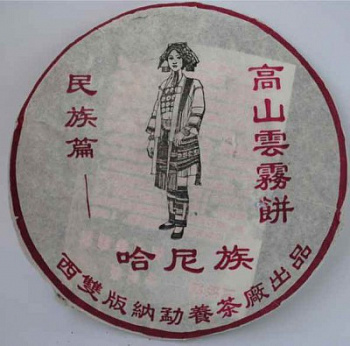 高山雲霧餅
民族篇
哈尼族
西雙版納勐養茶廠出品